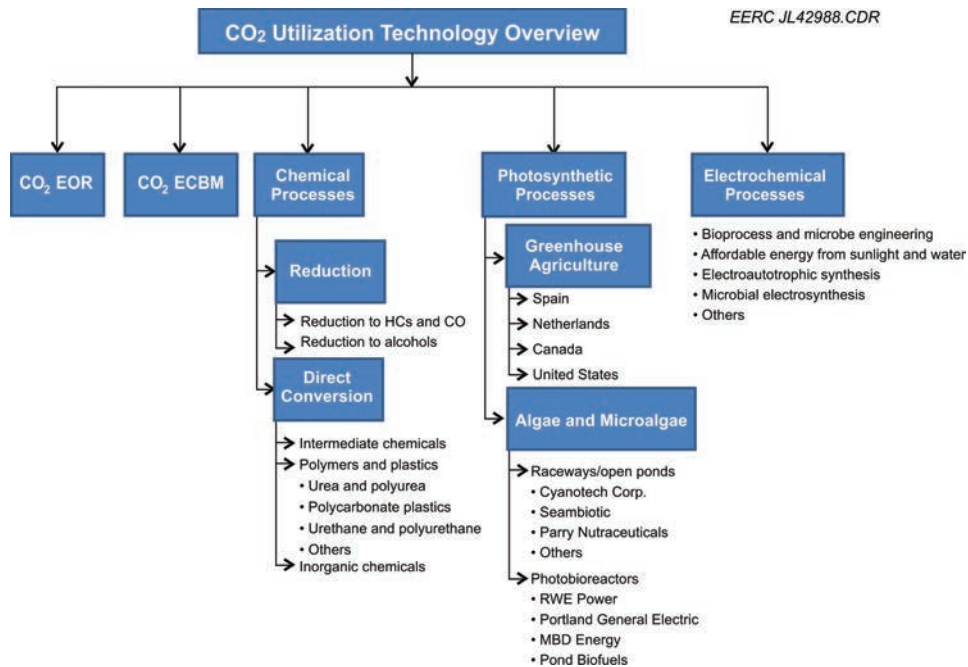 EERC JL42988.CDR
CO₂ Utilization Technology Overview
CO₂ EOR
CO₂ ECBM
Chemical
Processes
Reduction
Reduction to HCs and CO
Reduction to alcohols
Direct
Conversion
Intermediate chemicals
Polymers and plastics
• Urea and polyurea
• Polycarbonate plastics
• Urethane and polyurethane
• Others
Inorganic chemicals
Photosynthetic
Processes
Greenhouse
Agriculture
Spain
Netherlands
Canada
United States
Algae and Microalgae
Raceways/open ponds
• Cyanotech Corp.
• Seambiotic
• Parry Nutraceuticals
• Others
Photobioreactors
• RWE Power
• Portland General Electric
• MBD Energy
• Pond Biofuels
Electrochemical
Processes
• Bioprocess and microbe engineering
• Affordable energy from sunlight and water
• Electroautotrophic synthesis
• Microbial electrosynthesis
• Others